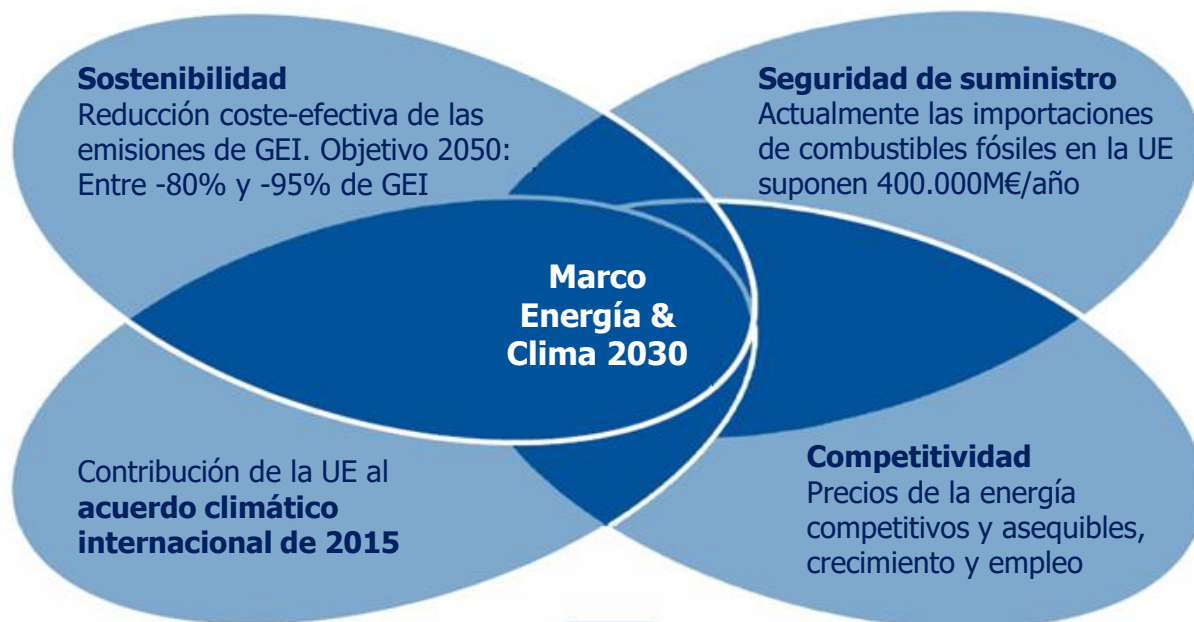 Sostenibilidad
Reducción coste-efectiva de las
emisiones de GEI. Objetivo 2050:
Entre -80% y -95% de GEI
Seguridad de suministro
Actualmente las importaciones
de combustibles fósiles en la UE
suponen 400.000M€/año
Marco
Energía &
Clima 2030
Contribución de la UE al
acuerdo climático
internacional de 2015
Competitividad
Precios de la energía
competitivos y asequibles,
crecimiento y empleo